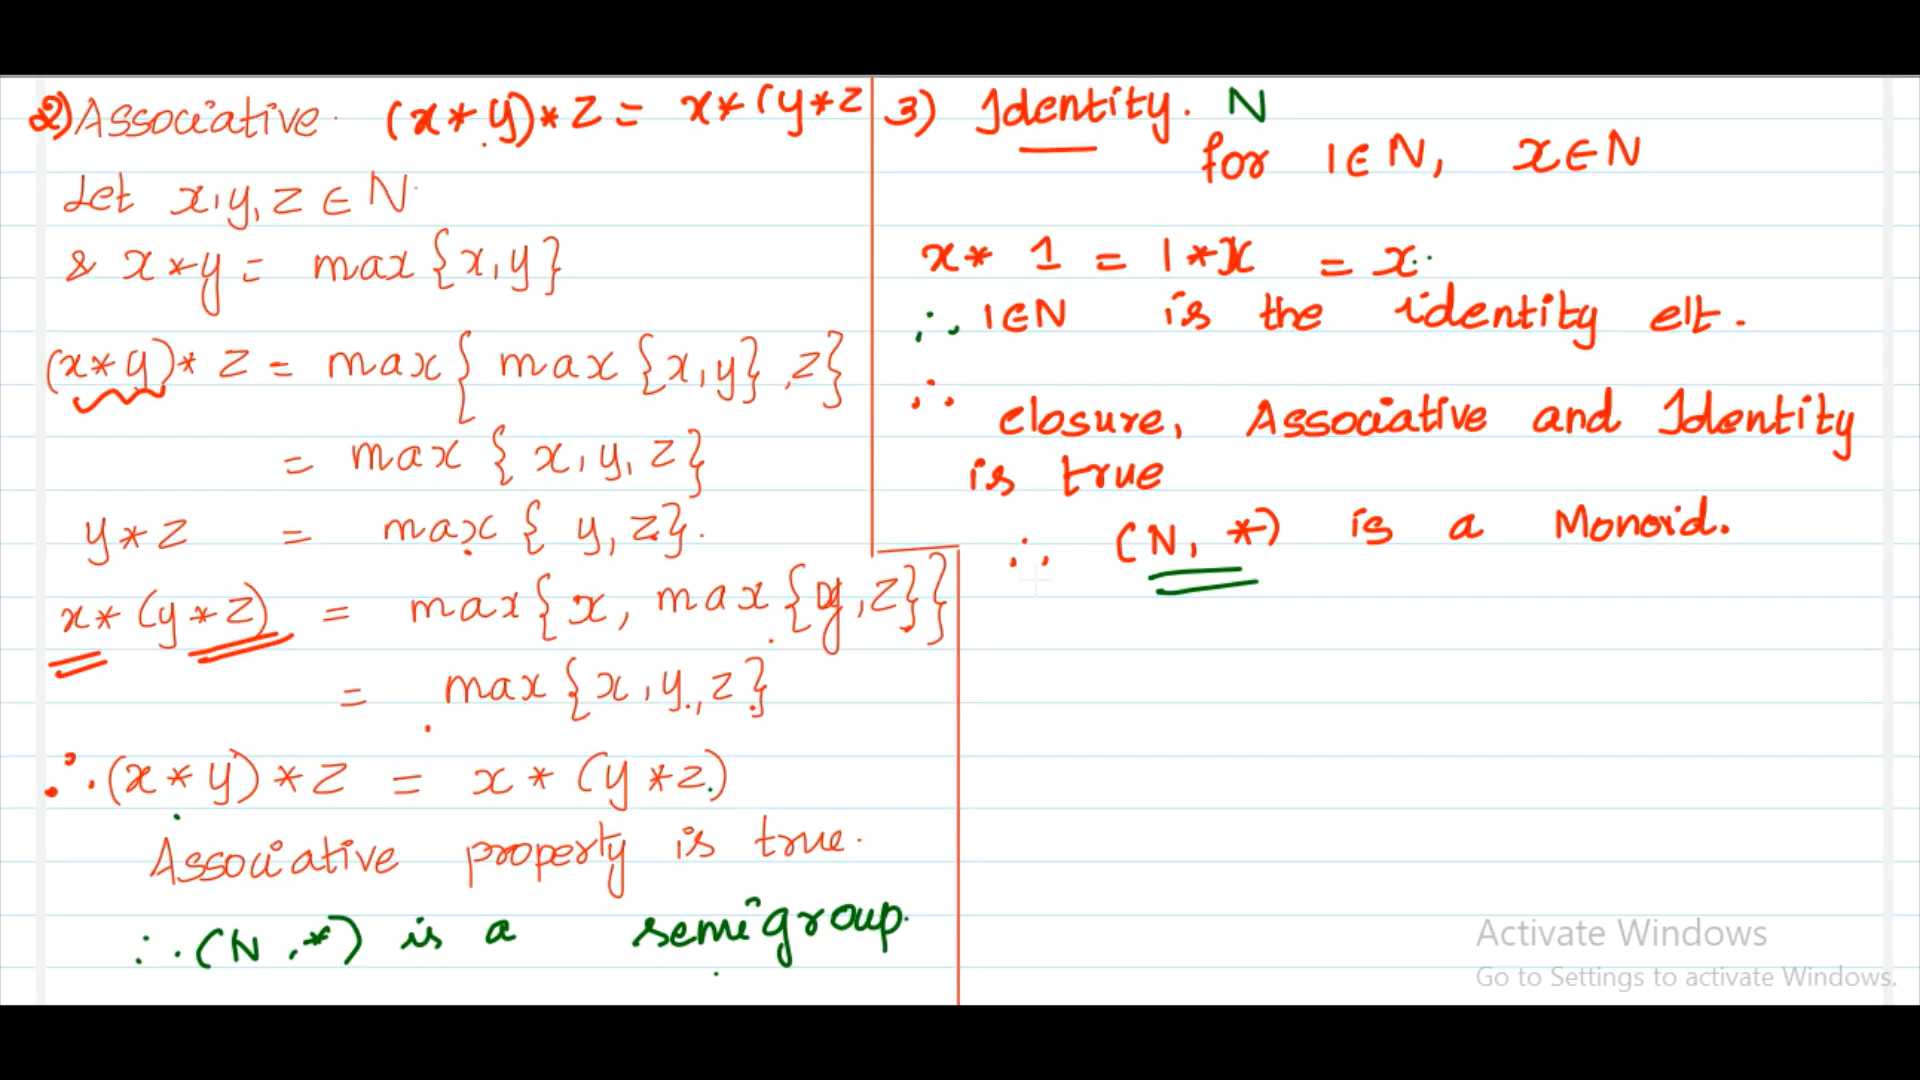 2) Associative. (x * y) * z = x * (y * z
Let x, y, z ∈ N
& x * y = max {x, y}
(x * y) * z = max { max {x, y}, z}
= max {x, y, z}
y * z = max {y, z}.
x * (y * z) = max {x, max {y, z}}
= max {x, y, z}
∴ (x * y) * z = x * (y * z)
Associative property is true.
∴ (N, *) is a semigroup.
3) Identity. N
for 1 ∈ N, x ∈ N
x * 1 = 1 * x = x.
∴ 1 ∈ N is the identity elt.
∴ closure, Associative and Identity
is true
∴ (N, *) is a Monoid.
Activate Windows
Go to Settings to activate Windows.